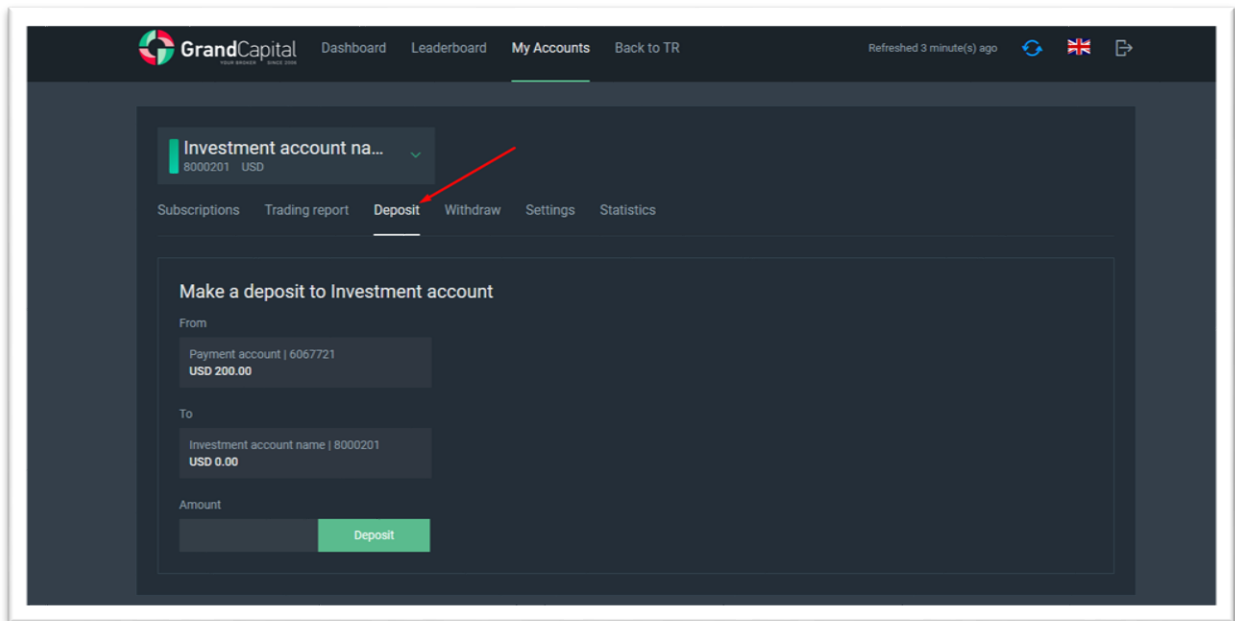 GrandCapital Dashboard Leaderboard My Accounts Back to TR Refreshed 3 minute(s) ago
YOUR BROKER SINCE 2006
Investment account na...
8000201 USD
Subscriptions Trading report Deposit Withdraw Settings Statistics
Make a deposit to Investment account
From
Payment account | 6067721
USD 200.00
To
Investment account name | 8000201
USD 0.00
Amount
Deposit